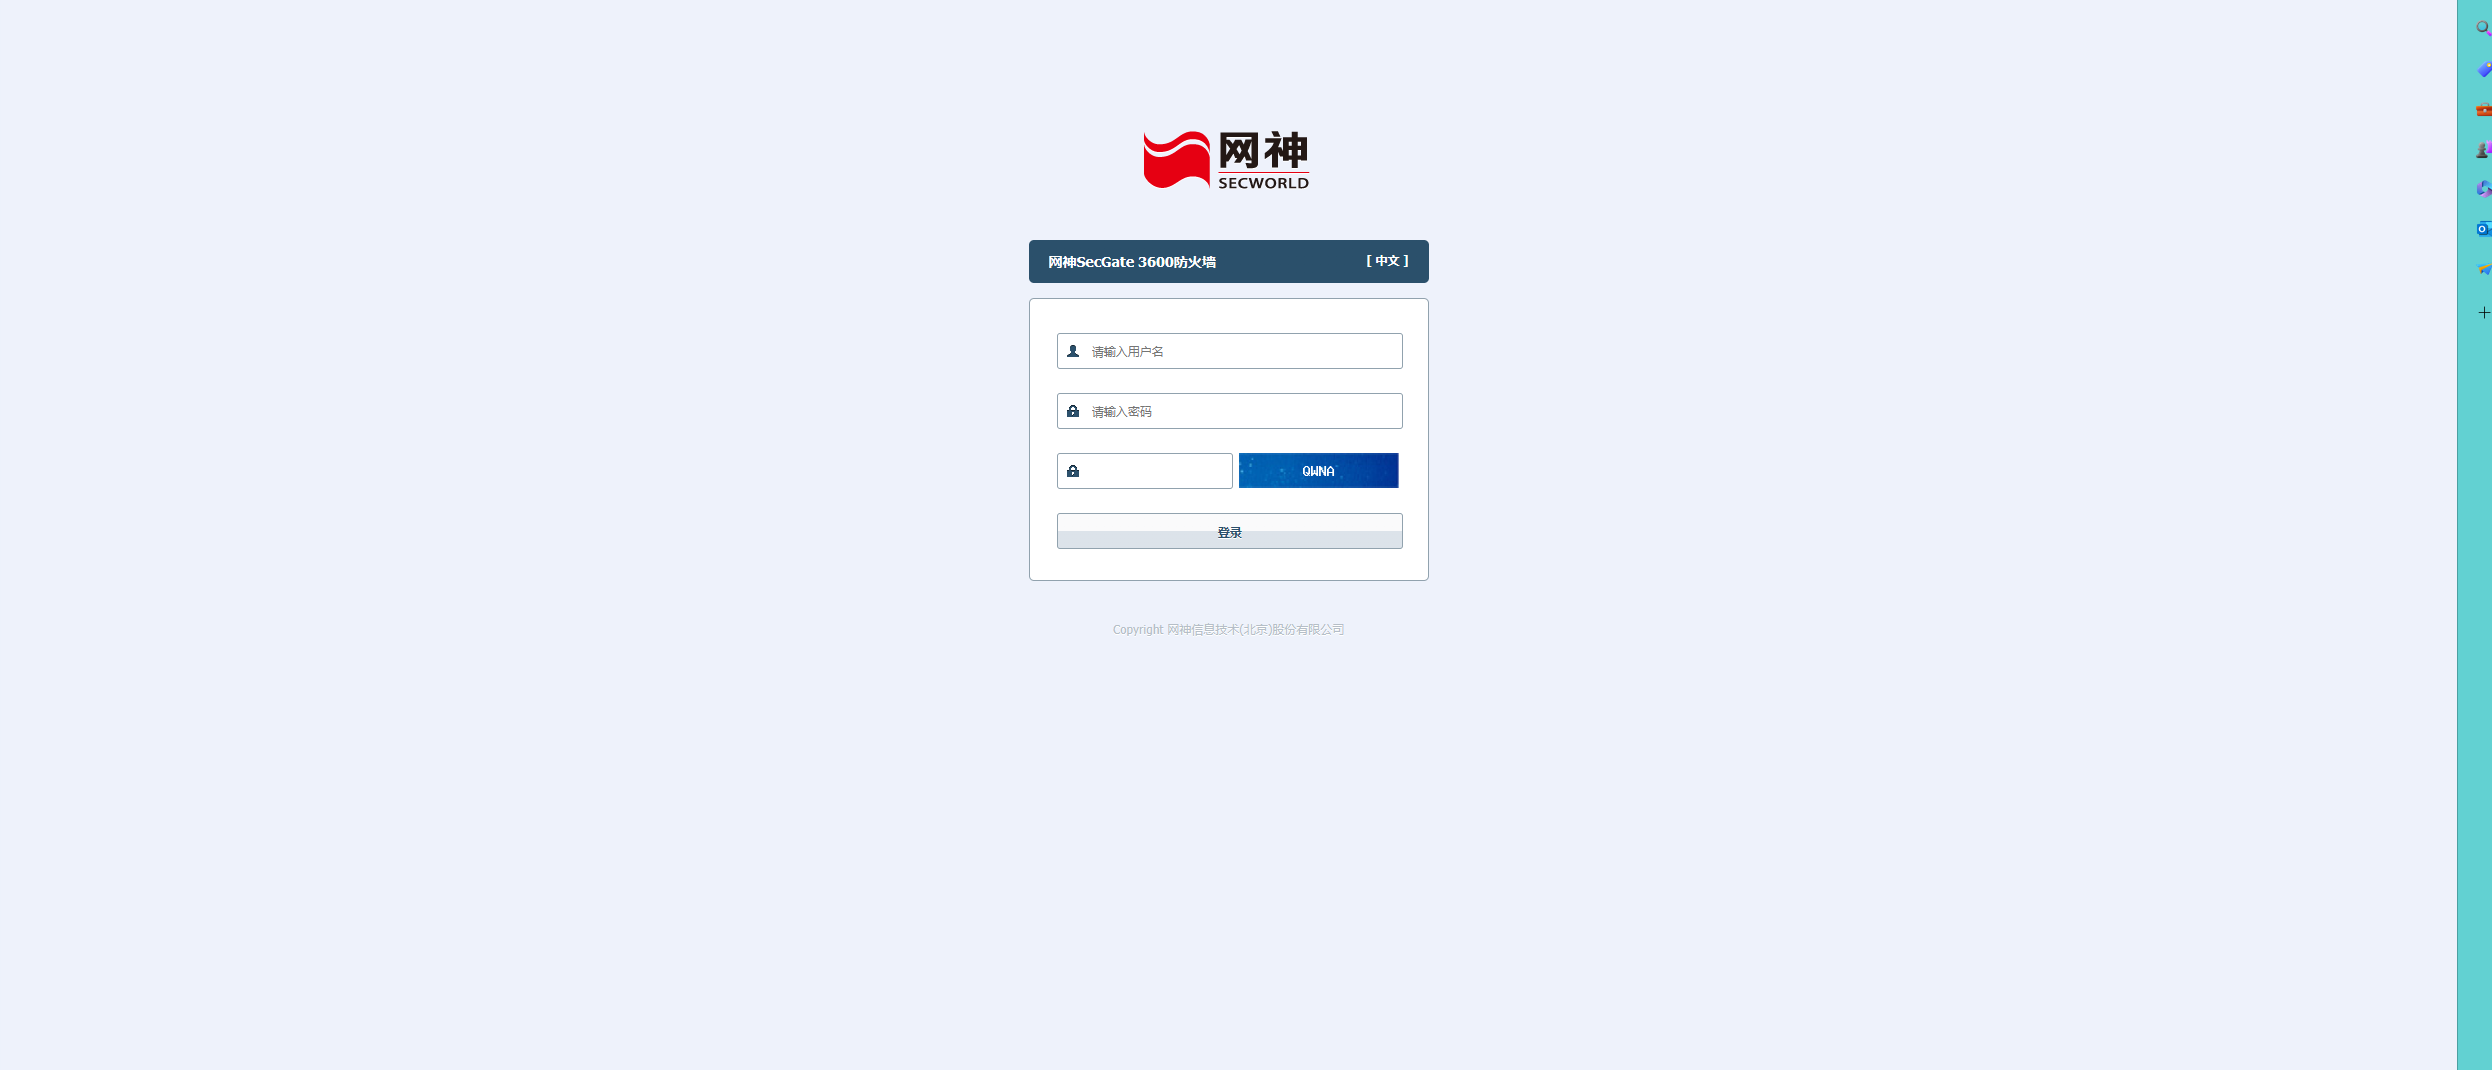 网神
SECWORLD
网神SecGate 3600防火墙
[ 中文 ]
请输入用户名
请输入密码
QWNA
登录
Copyright 网神信息技术(北京)股份有限公司